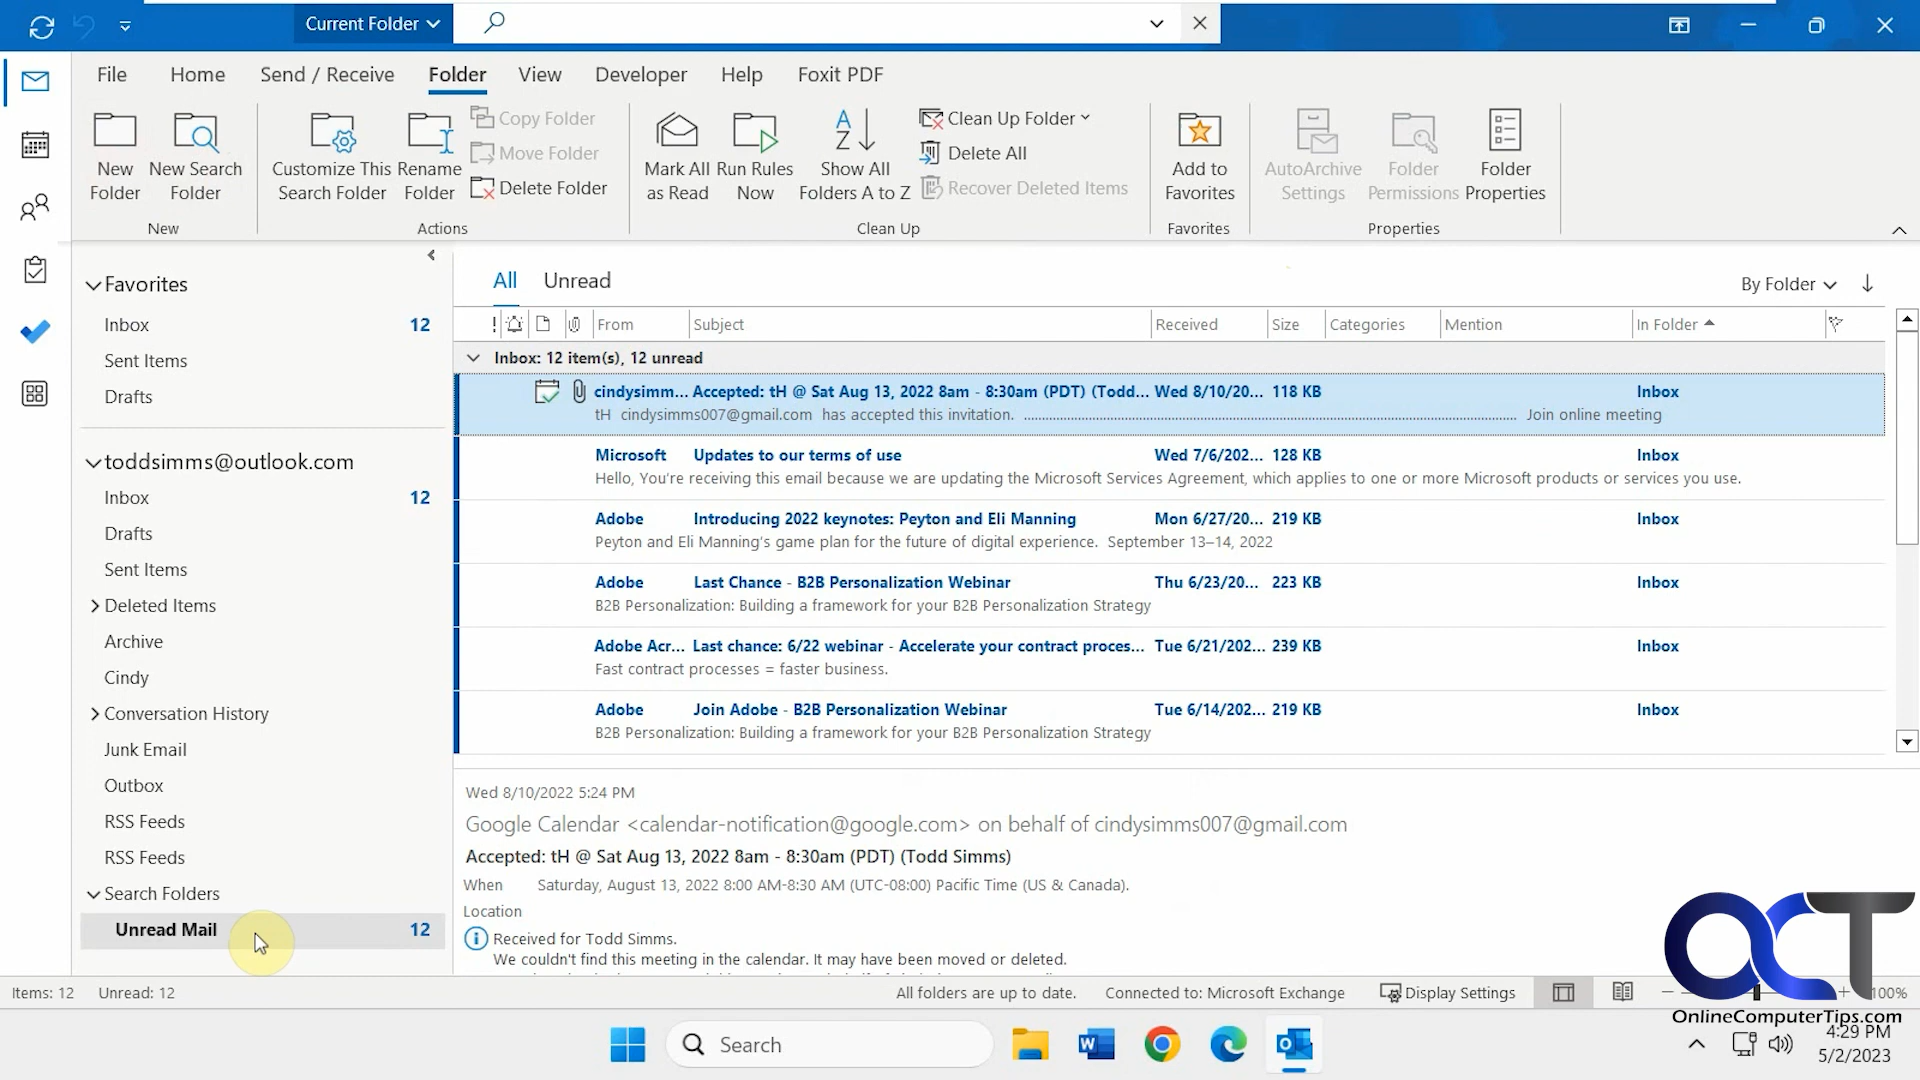 Current Folder
File Home Send / Receive Folder View Developer Help Foxit PDF
New Folder
New Search Folder
New
Customize This Search Folder
Rename Folder
Copy Folder
Move Folder
Delete Folder
Actions
Mark All as Read
Run Rules Now
Show All Folders A to Z
Clean Up Folder
Delete All
Recover Deleted Items
Clean Up
Add to Favorites
Favorites
AutoArchive Settings
Folder Permissions
Folder Properties
Properties
Favorites
Inbox 12
Sent Items
Drafts
toddsimms@outlook.com
Inbox 12
Drafts
Sent Items
Deleted Items
Archive
Cindy
Conversation History
Junk Email
Outbox
RSS Feeds
RSS Feeds
Search Folders
Unread Mail 12
All Unread By Folder
! From Subject Received Size Categories Mention In Folder
Inbox: 12 item(s), 12 unread
cindysimm... Accepted: tH @ Sat Aug 13, 2022 8am - 8:30am (PDT) (Todd... Wed 8/10/20... 118 KB Inbox
tH cindysimms007@gmail.com has accepted this invitation. Join online meeting
Microsoft Updates to our terms of use Wed 7/6/202... 128 KB Inbox
Hello, You're receiving this email because we are updating the Microsoft Services Agreement, which applies to one or more Microsoft products or services you use.
Adobe Introducing 2022 keynotes: Peyton and Eli Manning Mon 6/27/20... 219 KB Inbox
Peyton and Eli Manning's game plan for the future of digital experience. September 13–14, 2022
Adobe Last Chance - B2B Personalization Webinar Thu 6/23/20... 223 KB Inbox
B2B Personalization: Building a framework for your B2B Personalization Strategy
Adobe Acr... Last chance: 6/22 webinar - Accelerate your contract proces... Tue 6/21/202... 239 KB Inbox
Fast contract processes = faster business.
Adobe Join Adobe - B2B Personalization Webinar Tue 6/14/202... 219 KB Inbox
B2B Personalization: Building a framework for your B2B Personalization Strategy
Wed 8/10/2022 5:24 PM
Google Calendar <calendar-notification@google.com> on behalf of cindysimms007@gmail.com
Accepted: tH @ Sat Aug 13, 2022 8am - 8:30am (PDT) (Todd Simms)
When Saturday, August 13, 2022 8:00 AM-8:30 AM (UTC-08:00) Pacific Time (US & Canada).
Location
Received for Todd Simms.
We couldn't find this meeting in the calendar. It may have been moved or deleted.
OCT
OnlineComputerTips.com
Items: 12 Unread: 12 All folders are up to date. Connected to: Microsoft Exchange Display Settings 100%
Search
4:29 PM
5/2/2023